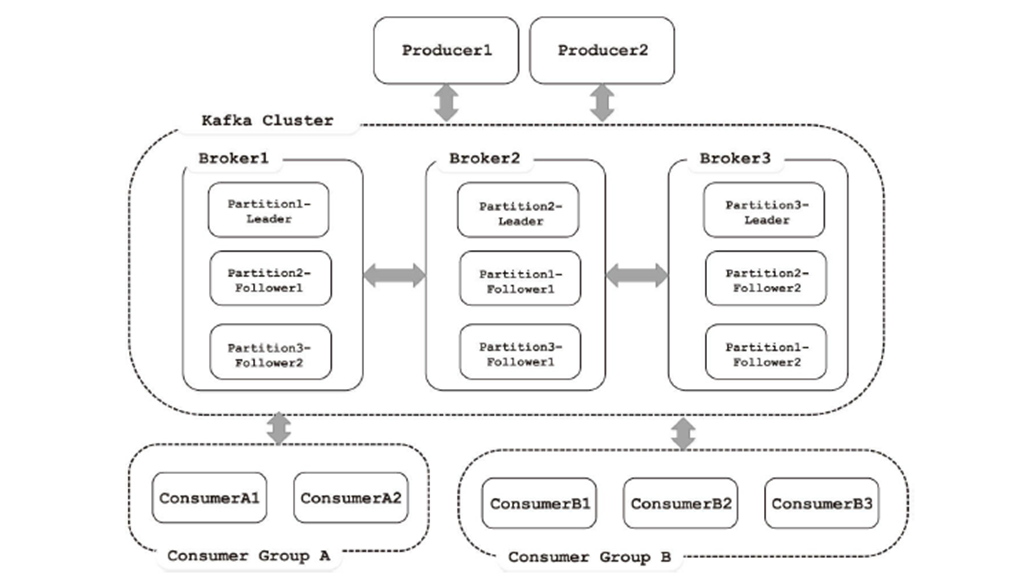 Producer1
Producer2
Kafka Cluster
Broker1
Partition1-
Leader
Partition2-
Follower1
Partition3-
Follower2
Broker2
Partition2-
Leader
Partition1-
Follower1
Partition3-
Follower1
Broker3
Partition3-
Leader
Partition2-
Follower2
Partition1-
Follower2
ConsumerA1
ConsumerA2
Consumer Group A
ConsumerB1
ConsumerB2
ConsumerB3
Consumer Group B